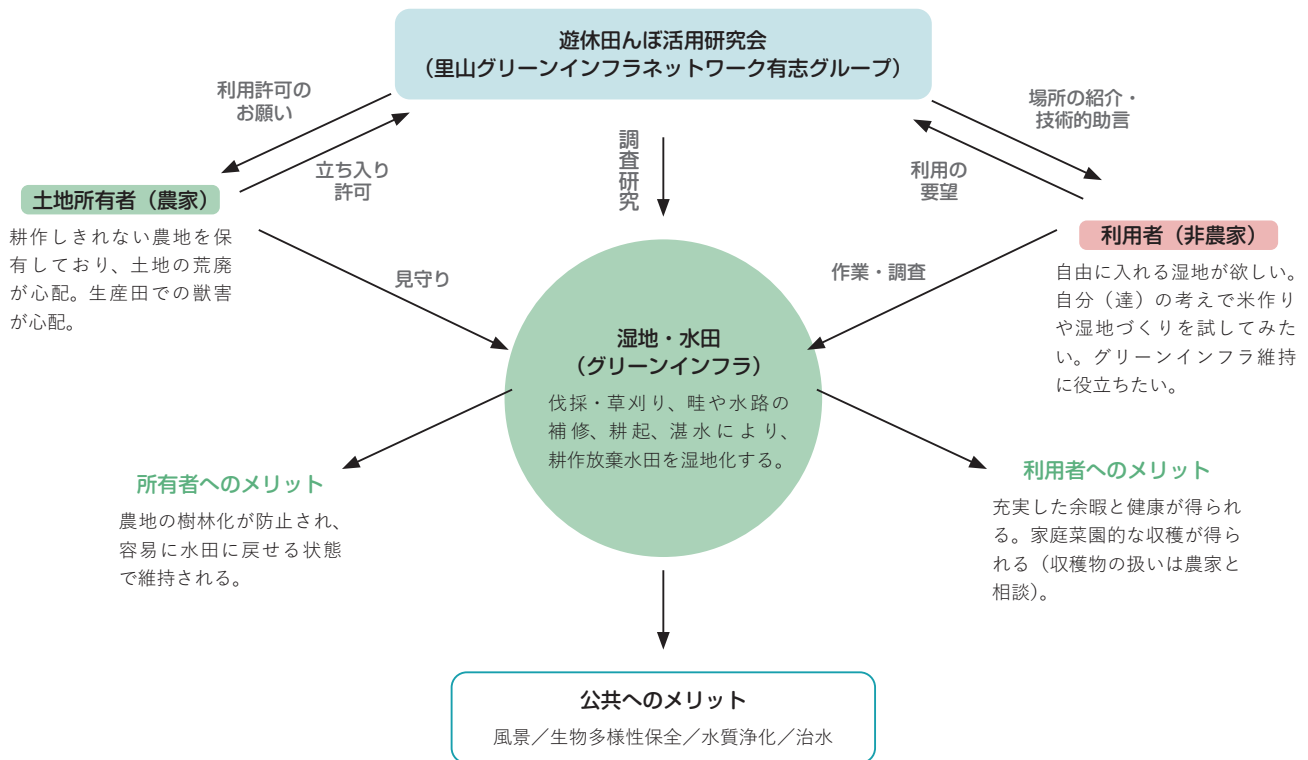 遊休田んぼ活用研究会
（里山グリーンインフラネットワーク有志グループ）
利用許可の
お願い
立ち入り
許可
調査研究
場所の紹介・
技術的助言
利用の
要望
土地所有者（農家）
耕作しきれない農地を保
有しており、土地の荒廃
が心配。生産田での獣害
が心配。
見守り
作業・調査
利用者（非農家）
自由に入れる湿地が欲しい。
自分（達）の考えで米作り
や湿地づくりを試してみた
い。グリーンインフラ維持
に役立ちたい。
湿地・水田
（グリーンインフラ）
伐採・草刈り、畦や水路の
補修、耕起、湛水により、
耕作放棄水田を湿地化する。
所有者へのメリット
農地の樹林化が防止され、
容易に水田に戻せる状態
で維持される。
利用者へのメリット
充実した余暇と健康が得られ
る。家庭菜園的な収穫が得ら
れる（収穫物の扱いは農家と
相談）。
公共へのメリット
風景／生物多様性保全／水質浄化／治水